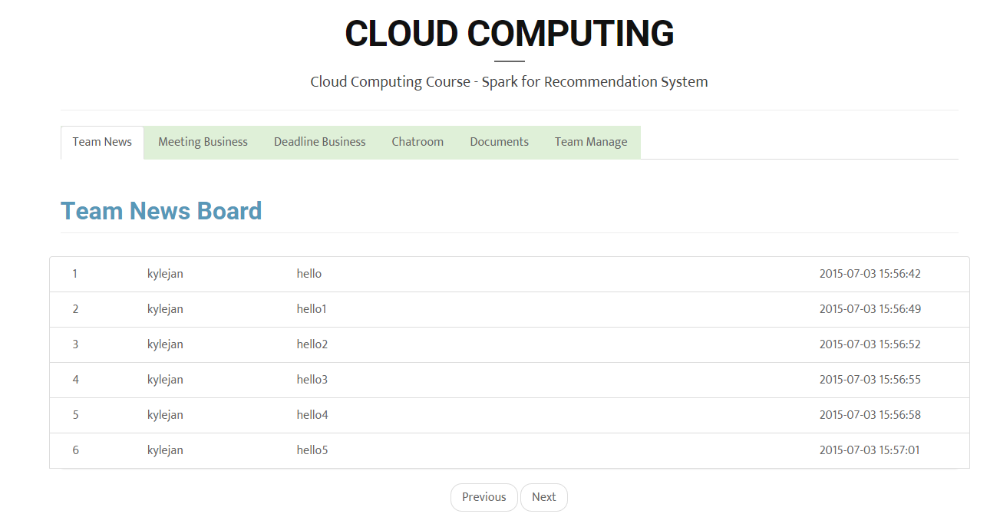 CLOUD COMPUTING
Cloud Computing Course - Spark for Recommendation System
Team News Meeting Business Deadline Business Chatroom Documents Team Manage
Team News Board
1 kylejan hello 2015-07-03 15:56:42
2 kylejan hello1 2015-07-03 15:56:49
3 kylejan hello2 2015-07-03 15:56:52
4 kylejan hello3 2015-07-03 15:56:55
5 kylejan hello4 2015-07-03 15:56:58
6 kylejan hello5 2015-07-03 15:57:01
Previous Next